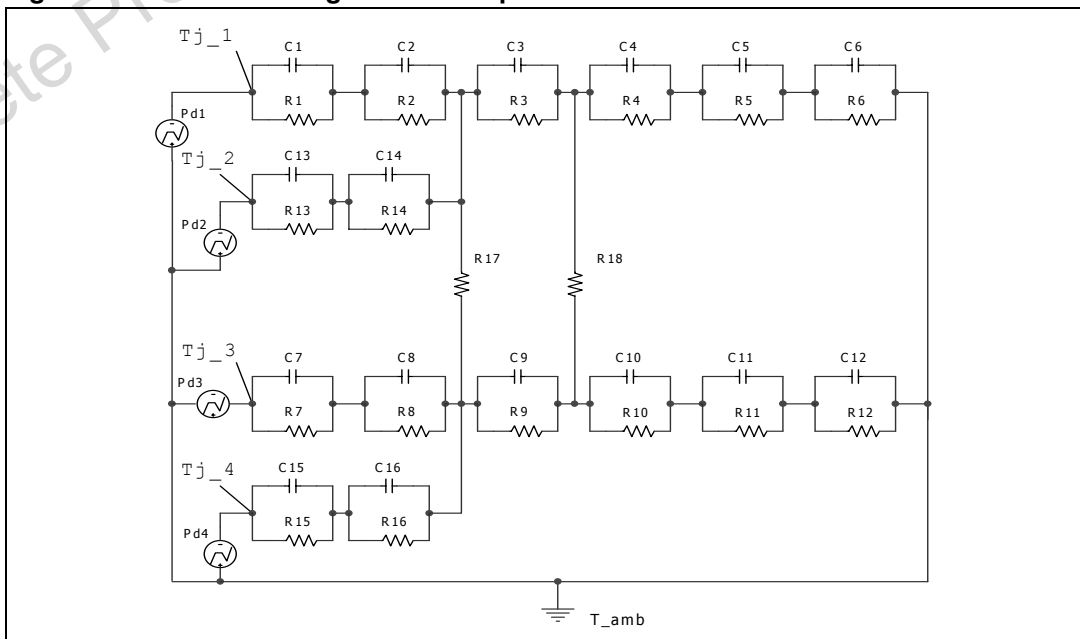 Tj_1
C1 C2 C3 C4 C5 C6
R1 R2 R3 R4 R5 R6
Pd1
Tj_2
C13 C14
R13 R14
Pd2
R17 R18
Tj_3
C7 C8 C9 C10 C11 C12
Pd3
R7 R8 R9 R10 R11 R12
Tj_4
C15 C16
R15 R16
Pd4
T_amb